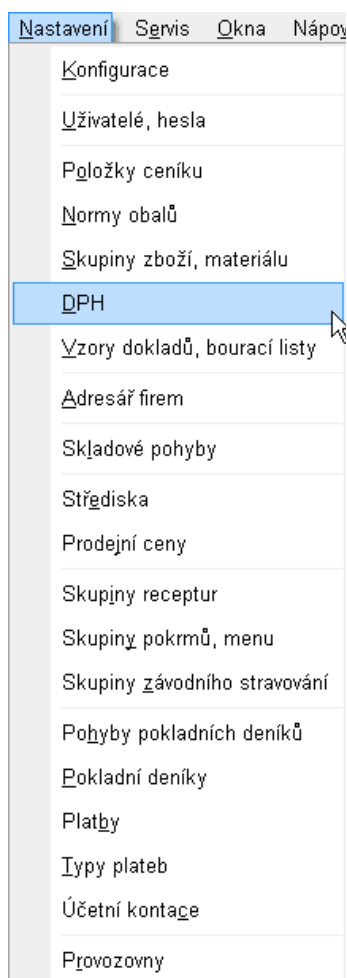 Nastavení Servis Okna
Konfigurace
Uživatelé, hesla
Položky ceníku
Normy obalů
Skupiny zboží, materiálu
DPH
Vzory dokladů, bourací listy
Adresář firem
Skladové pohyby
Střediska
Prodejní ceny
Skupiny receptur
Skupiny pokrmů, menu
Skupiny závodního stravování
Pohyby pokladních deníků
Pokladní deníky
Platby
Typy plateb
Účetní kontace
Provozovny